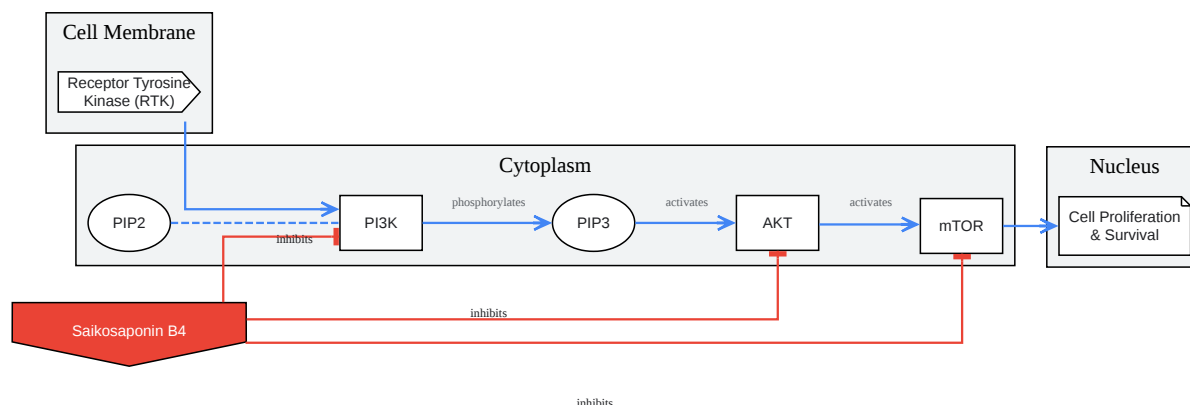 Cell Membrane
Receptor Tyrosine
Kinase (RTK)
Cytoplasm
Nucleus
PIP2
PI3K
phosphorylates
PIP3
activates
AKT
activates
mTOR
Cell Proliferation
& Survival
inhibits
Saikosaponin B4
inhibits
inhibits